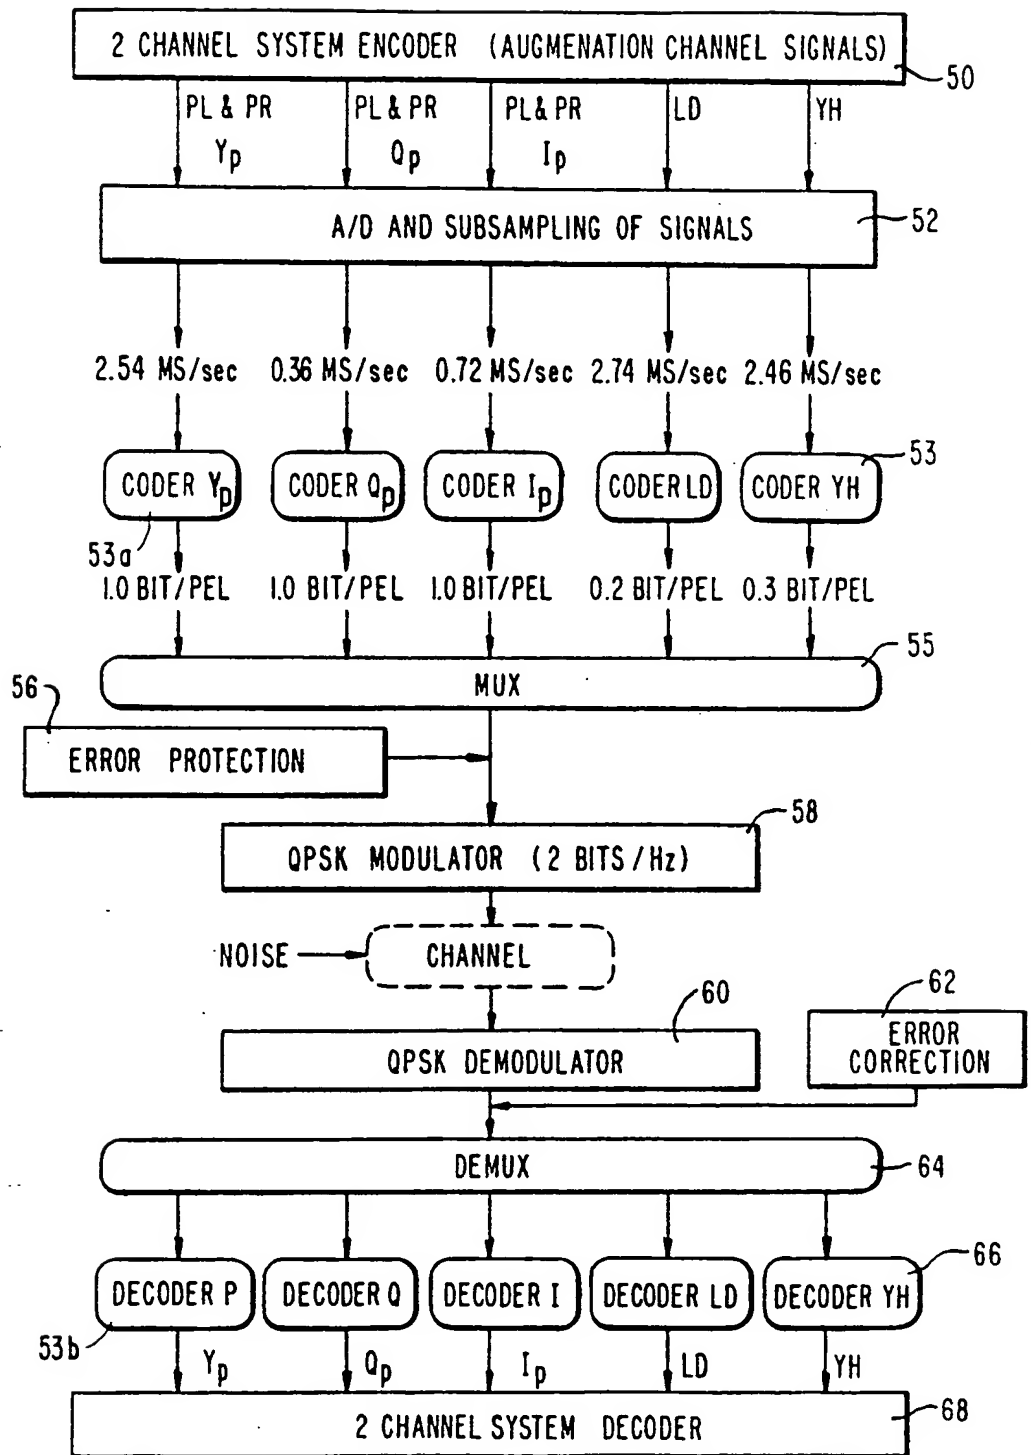 2 CHANNEL SYSTEM ENCODER (AUGMENATION CHANNEL SIGNALS)
50
PL & PR PL & PR PL & PR LD YH
Yp Qp Ip
A/D AND SUBSAMPLING OF SIGNALS
52
2.54 MS/sec 0.36 MS/sec 0.72 MS/sec 2.74 MS/sec 2.46 MS/sec
53
CODER Yp CODER Qp CODER Ip CODER LD CODER YH
53a
1.0 BIT/PEL 1.0 BIT/PEL 1.0 BIT/PEL 0.2 BIT/PEL 0.3 BIT/PEL
55
MUX
56
ERROR PROTECTION
58
QPSK MODULATOR (2 BITS/Hz)
NOISE CHANNEL
60
62
QPSK DEMODULATOR
ERROR
CORRECTION
DEMUX
64
66
DECODER P DECODER Q DECODER I DECODER LD DECODER YH
53b
Yp Qp Ip LD YH
2 CHANNEL SYSTEM DECODER
68